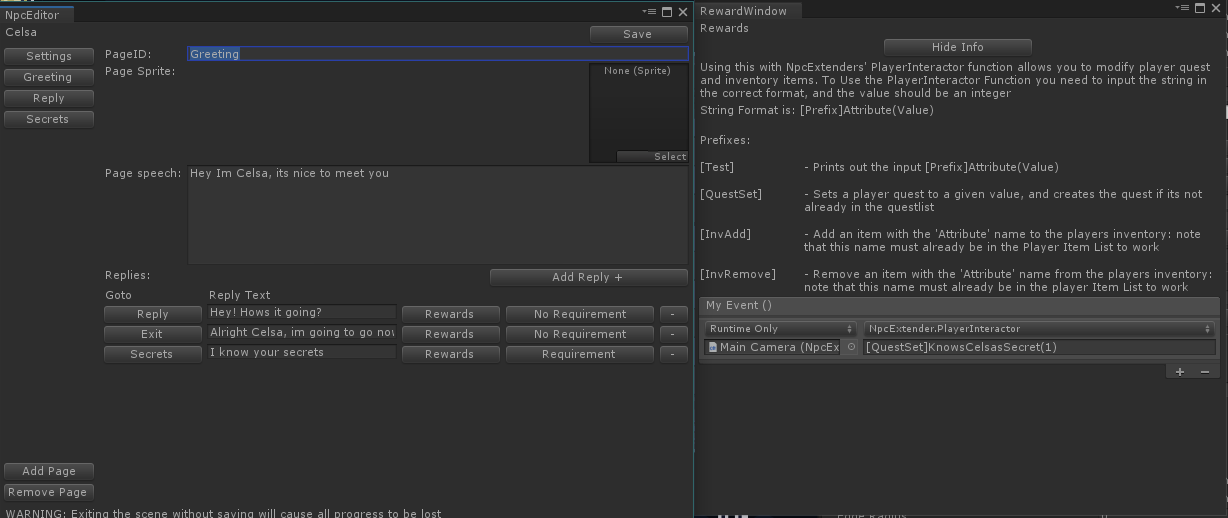 NpcEditor
Celsa
Save
Settings
Greeting
Reply
Secrets
PageID:
Greeting
Page Sprite:
None (Sprite)
Select
Page speech:
Hey Im Celsa, its nice to meet you
Replies:
Add Reply +
Goto Reply Text
Reply Hey! Hows it going? Rewards No Requirement -
Exit Alright Celsa, im going to go now Rewards No Requirement -
Secrets I know your secrets Rewards Requirement -
Add Page
Remove Page
WARNING: Exiting the scene without saving will cause all progress to be lost
RewardWindow
Rewards
Hide Info
Using this with NpcExtenders' PlayerInteractor function allows you to modify player quest
and inventory items. To Use the PlayerInteractor Function you need to input the string in
the correct format, and the value should be an integer
String Format is: [Prefix]Attribute(Value)
Prefixes:
[Test] - Prints out the input [Prefix]Attribute(Value)
[QuestSet] - Sets a player quest to a given value, and creates the quest if its not
already in the questlist
[InvAdd] - Add an item with the 'Attribute' name to the players inventory: note
that this name must already be in the Player Item List to work
[InvRemove] - Remove an item with the 'Attribute' name from the players inventory:
note that this name must already be in the player Item List to work
My Event ()
Runtime Only NpcExtender.PlayerInteractor
Main Camera (NpcEx [QuestSet]KnowsCelsasSecret(1)
+ −